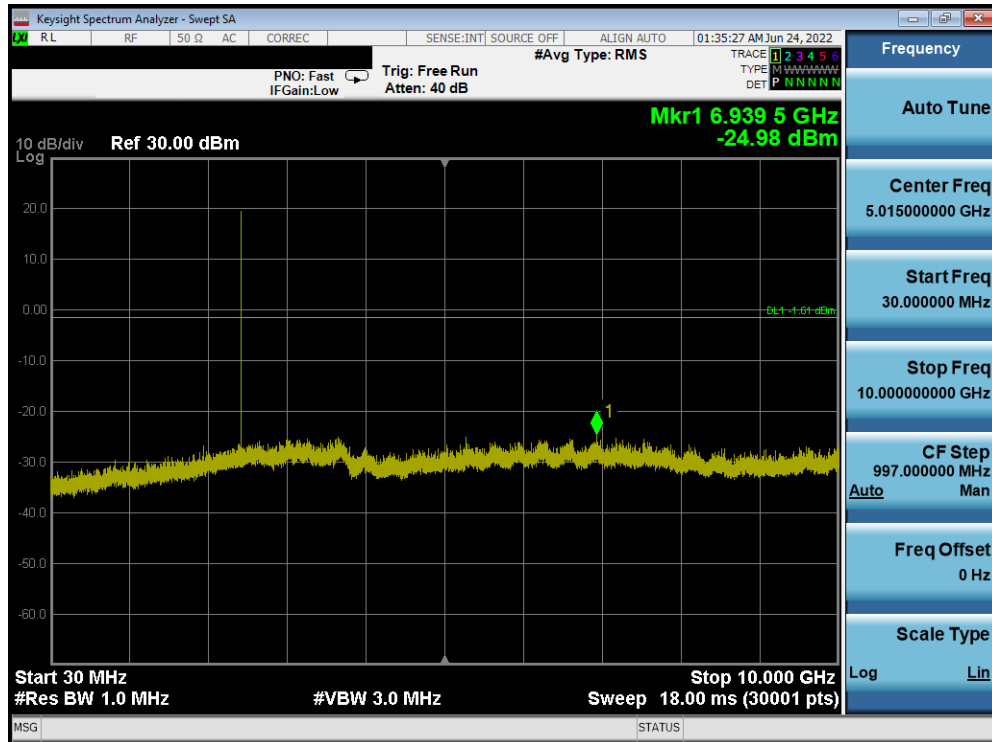 Keysight Spectrum Analyzer - Swept SA
LXI RL RF 50 Ω AC CORREC SENSE:INT SOURCE OFF ALIGN AUTO 01:35:27 AM Jun 24, 2022
#Avg Type: RMS
TRACE 1 2 3 4 5 6
PNO: Fast Trig: Free Run
TYPE M WWWWW
IFGain:Low Atten: 40 dB
DET P N N N N N
Mkr1 6.939 5 GHz
-24.98 dBm
10 dB/div Ref 30.00 dBm
Log
20.0
10.0
0.00
DL1 -1.61 dBm
-10.0
-20.0
1
-30.0
-40.0
-50.0
-60.0
Start 30 MHz Stop 10.000 GHz
#Res BW 1.0 MHz #VBW 3.0 MHz Sweep 18.00 ms (30001 pts)
MSG STATUS
Frequency
Auto Tune
Center Freq
5.015000000 GHz
Start Freq
30.000000 MHz
Stop Freq
10.000000000 GHz
CF Step
997.000000 MHz
Auto Man
Freq Offset
0 Hz
Scale Type
Log Lin